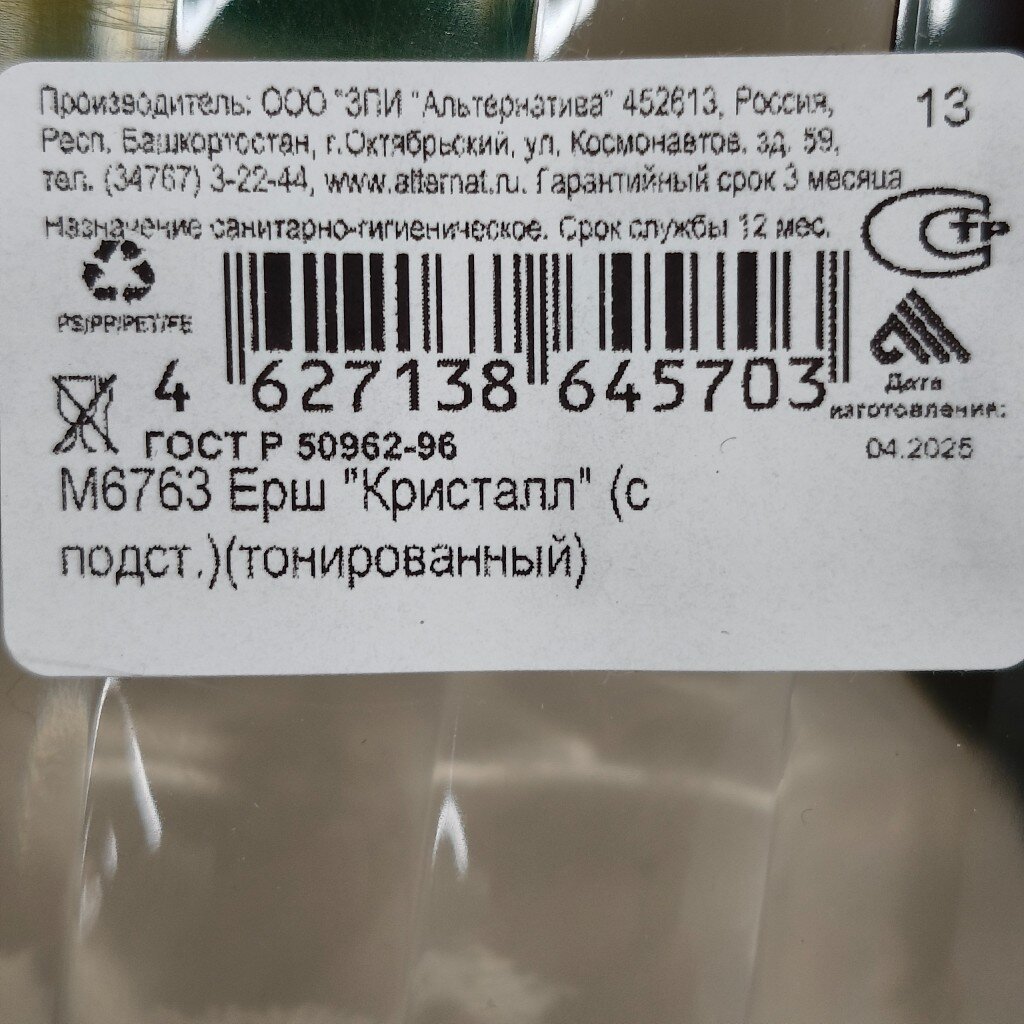 Производитель: ООО "ЗПИ "Альтернатива" 452613, Россия,
13
Респ. Башкортостан, г.Октябрьский, ул. Космонавтов, зд. 59,
тел. (34767) 3-22-44, www.alternat.ru. Гарантийный срок 3 месяца
Назначение санитарно-гигиеническое. Срок службы 12 мес.
PS/PP/PET/PE
4 627138 645703
Дата
изготовления:
04.2025
ГОСТ Р 50962-96
М6763 Ерш "Кристалл" (с
подст.)(тонированный)